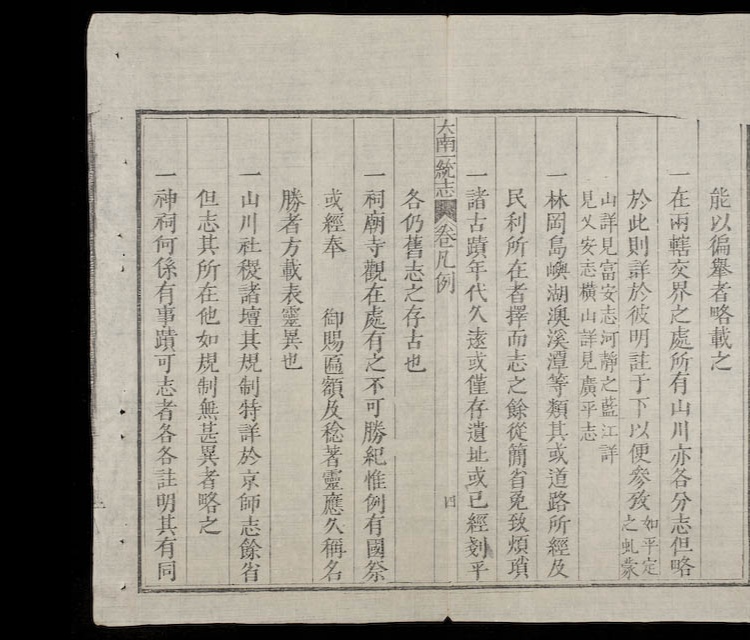 能以徧舉者略載之
一在兩轄交界之處所有山川亦各分志但略
於此則詳於彼明註于下以便參攷如平定之虬蒙
山詳見富安志河靜之藍江詳見乂安志橫山詳見廣平志
一林岡島嶼湖澳溪潭等類其或道路所經及
民利所在者擇而志之餘從簡省免致煩瑣
一諸古蹟年代久遠或僅存遺址或已經剗平
大南一統志卷凡例 四
各仍舊志之存古也
一祠廟寺觀在處有之不可勝紀惟例有國祭
或經奉 御賜匾額及稔著靈應久稱名
勝者方載表靈異也
一山川社稷諸壇其規制特詳於京師志餘省
但志其所在他如規制無甚異者略之
一神祠何係有事蹟可志者各各註明其有同